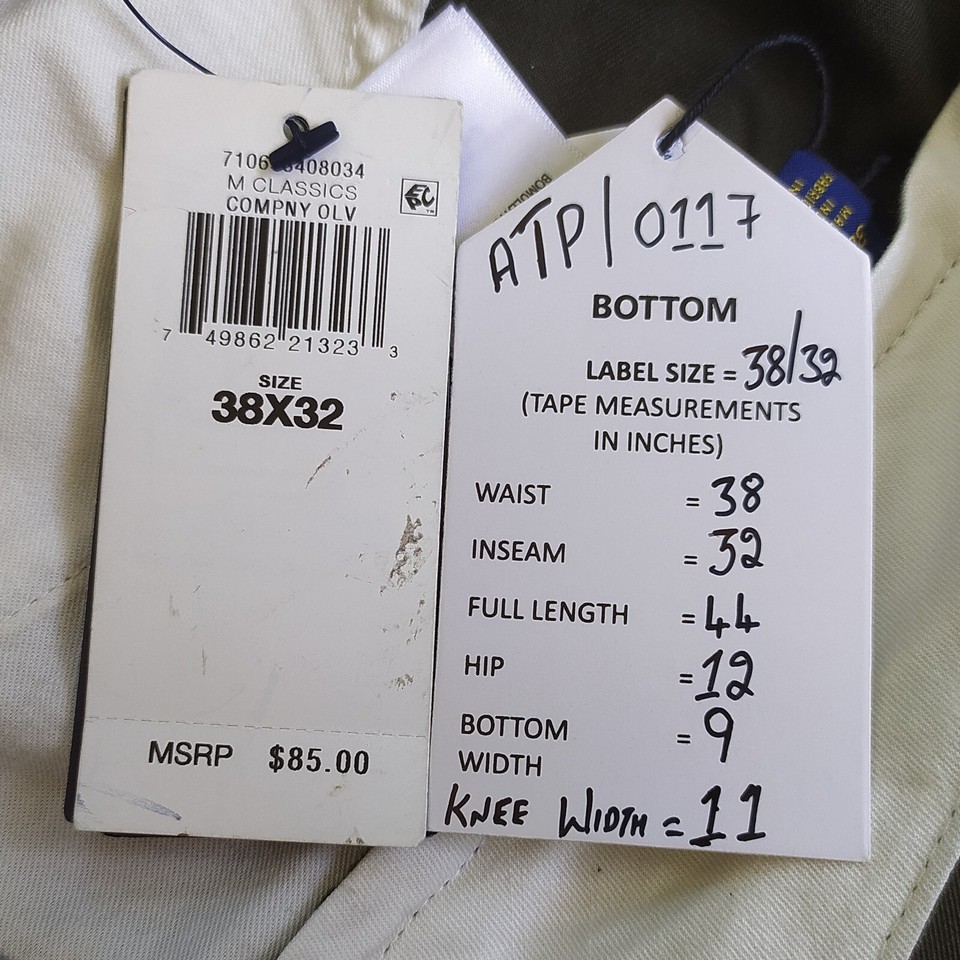 M CLASSICS
COMPNY OLV
7 49862 21323 3
SIZE
38X32
MSRP $85.00
ATP/0117
BOTTOM
LABEL SIZE = 38/32
(TAPE MEASUREMENTS
IN INCHES)
WAIST = 38
INSEAM = 32
FULL LENGTH = 44
HIP = 12
BOTTOM = 9
WIDTH
KNEE WIDTH = 11